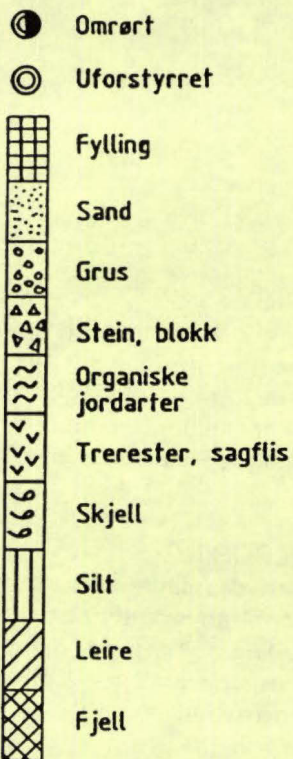 Omrørt
Uforstyrret
Fylling
Sand
Grus
Stein, blokk
Organiske
jordarter
Trerester, sagflis
Skjell
Silt
Leire
Fjell